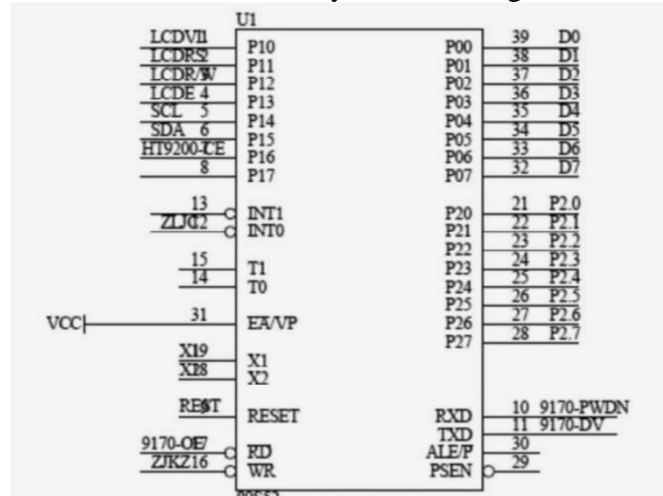 U1
LCDVL 1 P10 P00 39 D0
LCDRS 2 P11 P01 38 D1
LCDR/W P12 P02 37 D2
LCDE 4 P13 P03 36 D3
SCL 5 P14 P04 35 D4
SDA 6 P15 P05 34 D5
HT9200-CE P16 P06 33 D6
8 P17 P07 32 D7
13 INT1 P20 21 P2.0
12 INT0 P21 22 P2.1
P22 23 P2.2
15 T1 P23 24 P2.3
14 T0 P24 25 P2.4
P25 26 P2.5
VCC 31 EA/VP P26 27 P2.6
P27 28 P2.7
X1 19 X1
X2 18 X2
9 RESET RXD 10 9170-PWDN
TXD 11 9170-DV
9170-OE 17 RD ALE/P 30
ZJKZ 16 WR PSEN 29